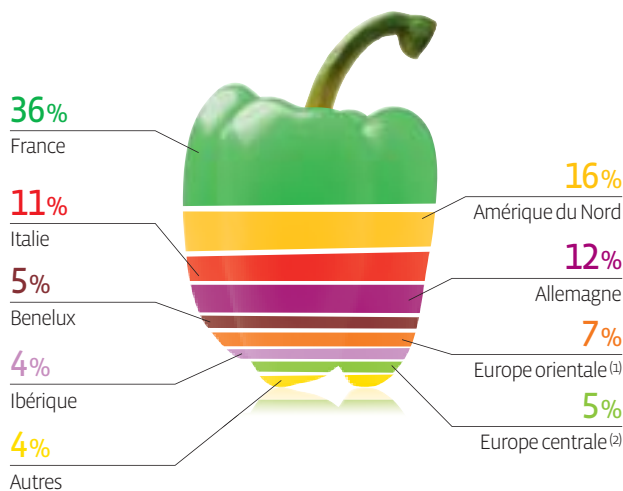 36%
France
11%
Italie
5%
Benelux
4%
Ibérique
4%
Autres
16%
Amérique du Nord
12%
Allemagne
7%
Europe orientale (1)
5%
Europe centrale (2)